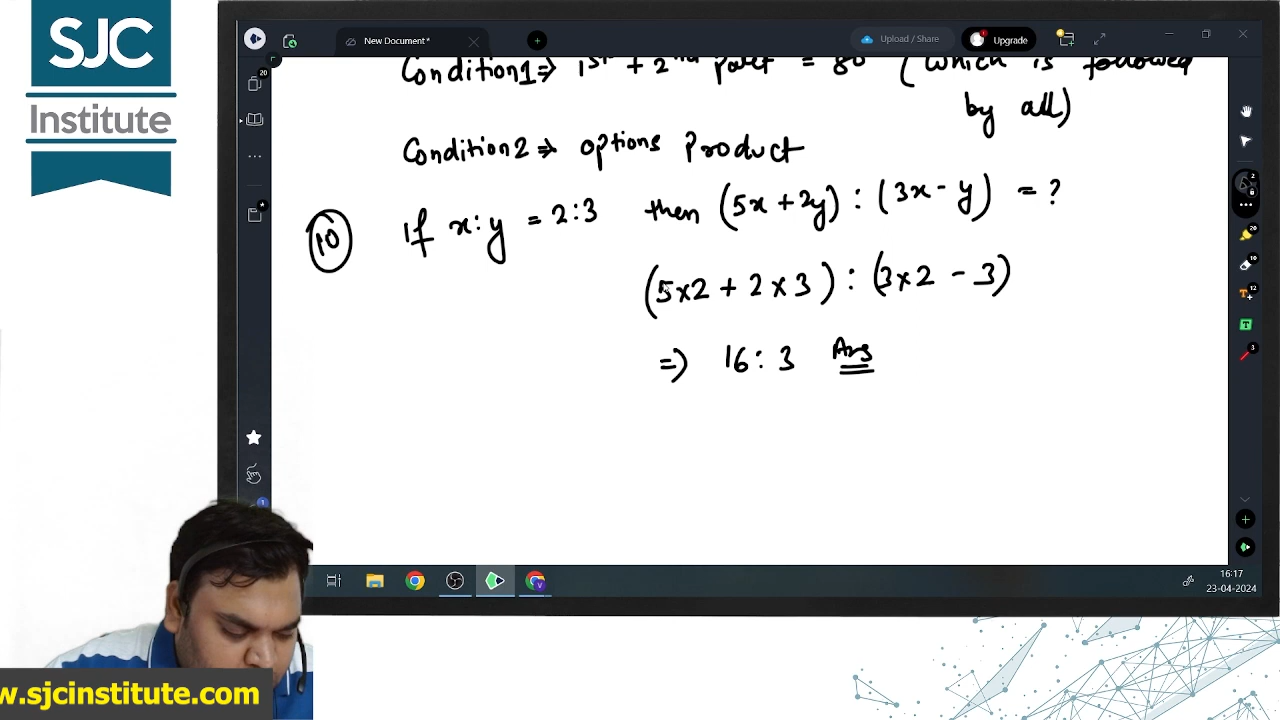 SJC
Institute
New Document*
Upload / Share
Upgrade
Condition1⇒ 1st + 2nd part = 80 (which is followed
by all)
Condition2⇒ options Product
10 If x:y = 2:3 then (5x + 2y) : (3x - y) = ?
(5x2 + 2 x 3) : (3x2 - 3)
=) 16 : 3 Ans
16:17
23-04-2024
w.sjcinstitute.com